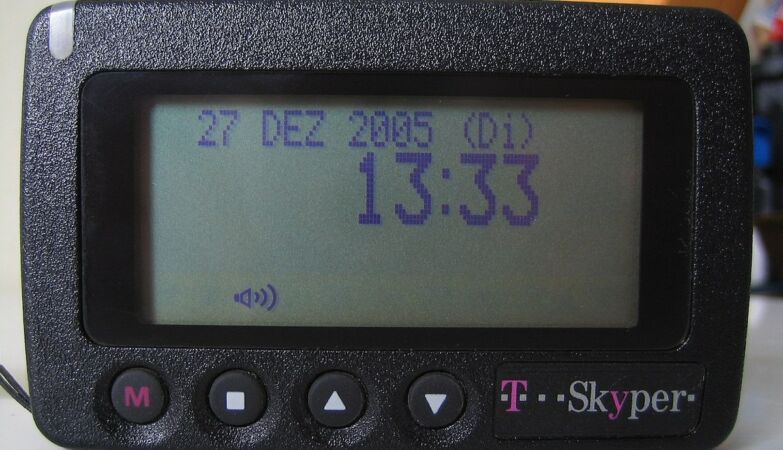 27 DEZ 2005 (Di)
13:33
M
T···Skyper·